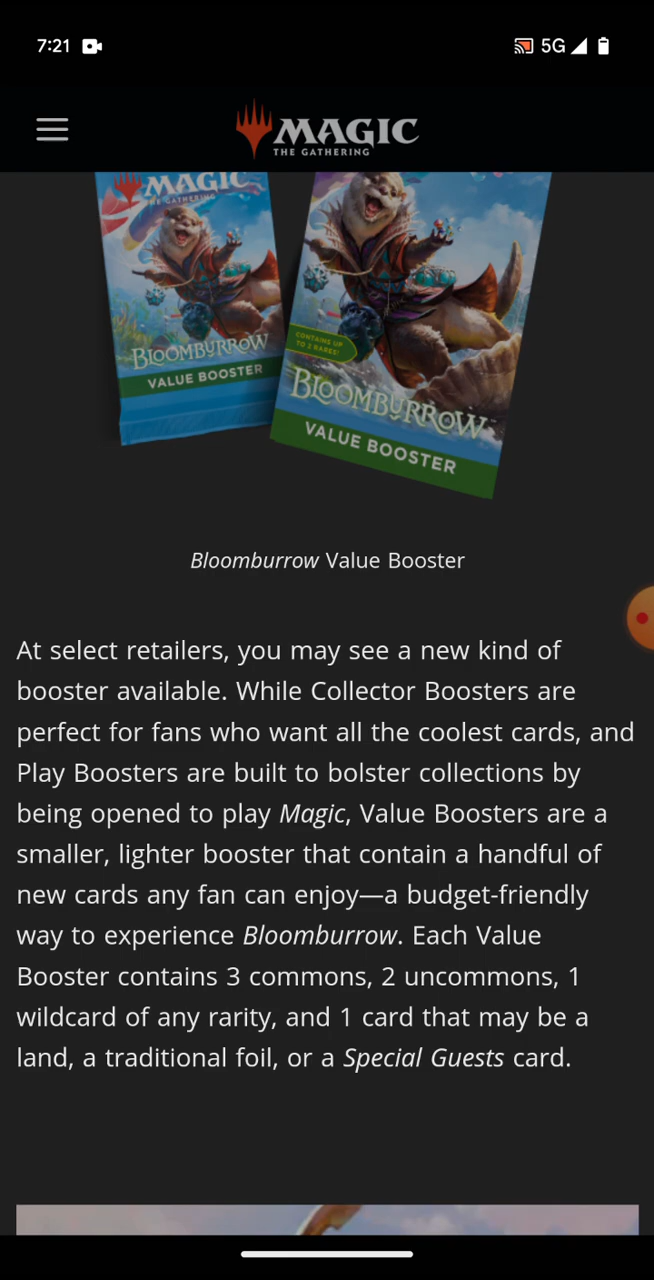 7:21
5G
MAGIC
THE GATHERING
MAGIC
THE GATHERING
BLOOMBURROW
VALUE BOOSTER
CONTAINS UP
TO 2 RARES!
BLOOMBURROW
VALUE BOOSTER
Bloomburrow Value Booster
At select retailers, you may see a new kind of
booster available. While Collector Boosters are
perfect for fans who want all the coolest cards, and
Play Boosters are built to bolster collections by
being opened to play Magic, Value Boosters are a
smaller, lighter booster that contain a handful of
new cards any fan can enjoy—a budget-friendly
way to experience Bloomburrow. Each Value
Booster contains 3 commons, 2 uncommons, 1
wildcard of any rarity, and 1 card that may be a
land, a traditional foil, or a Special Guests card.